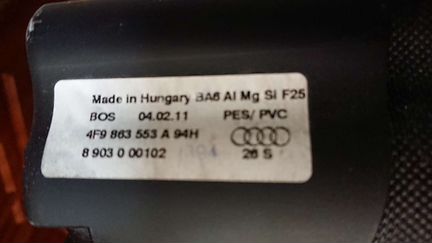 Made in Hungary BA6 Al Mg Si F25
BOS 04.02.11 PES/ PVC
4F9 863 553 A 94H
8 903 0 00102 26 S